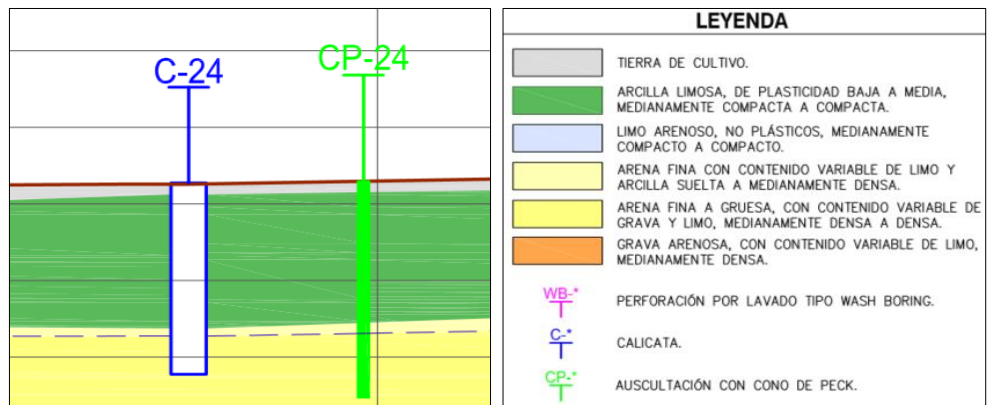 C-24
CP-24
LEYENDA
TIERRA DE CULTIVO.
ARCILLA LIMOSA, DE PLASTICIDAD BAJA A MEDIA,
MEDIANAMENTE COMPACTA A COMPACTA.
LIMO ARENOSO, NO PLÁSTICOS, MEDIANAMENTE
COMPACTO A COMPACTO.
ARENA FINA CON CONTENIDO VARIABLE DE LIMO Y
ARCILLA SUELTA A MEDIANAMENTE DENSA.
ARENA FINA A GRUESA, CON CONTENIDO VARIABLE DE
GRAVA Y LIMO, MEDIANAMENTE DENSA A DENSA.
GRAVA ARENOSA, CON CONTENIDO VARIABLE DE LIMO,
MEDIANAMENTE DENSA.
WB-*
PERFORACIÓN POR LAVADO TIPO WASH BORING.
C-*
CALICATA.
CP-*
AUSCULTACIÓN CON CONO DE PECK.